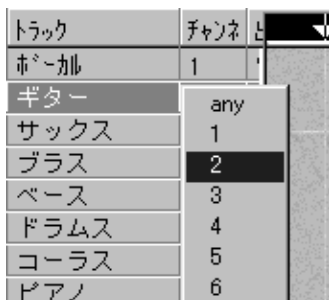 トラック チャンネ
ボーカル 1
ギター
サックス
ブラス
ベース
ドラムス
コーラス
ピアノ
any
1
2
3
4
5
6